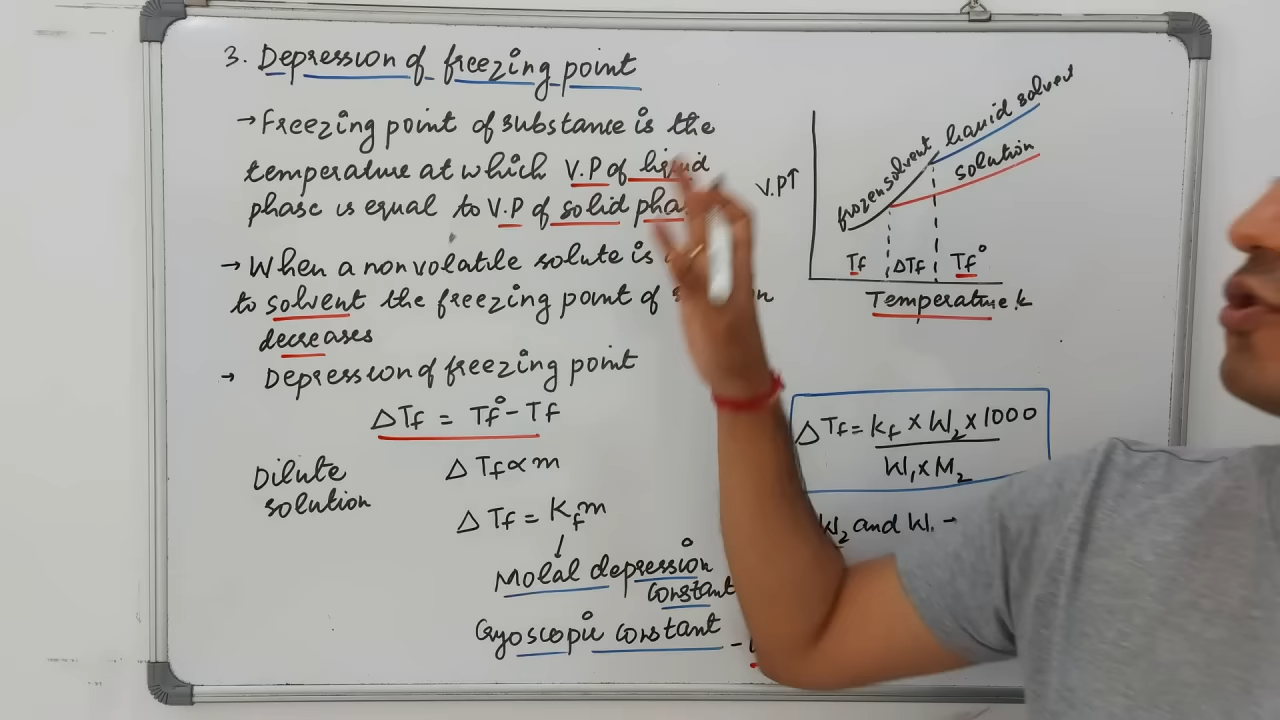 3. Depression of freezing point
→ Freezing point of substance is the
temperature at which V.P of liquid
phase is equal to V.P of solid pha
→ When a nonvolatile solute is
to solvent the freezing point of
decreases
→ Depression of freezing point
ΔTf = Tf° - Tf
Dilute
solution
ΔTf ∝ m
ΔTf = Kf m
↓
Molal depression
constant
Cryoscopic constant -
V.P↑
frozen solvent
liquid solvent
solution
Tf ΔTf Tf°
Temperature k
ΔTf = Kf × W₂ × 1000
W₁ × M₂
W₂ and W₁ -